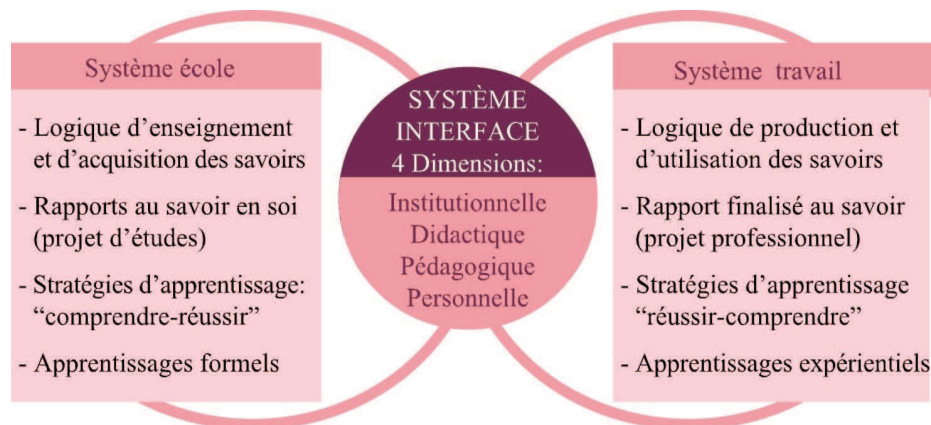 Système école
- Logique d’enseignement
et d’acquisition des savoirs
- Rapports au savoir en soi
(projet d’études)
- Stratégies d’apprentissage:
“comprendre-réussir”
- Apprentissages formels
SYSTÈME
INTERFACE
4 Dimensions:
Institutionnelle
Didactique
Pédagogique
Personnelle
Système travail
- Logique de production et
d’utilisation des savoirs
- Rapport finalisé au savoir
(projet professionnel)
- Stratégies d’apprentissage
“réussir-comprendre”
- Apprentissages expérientiels